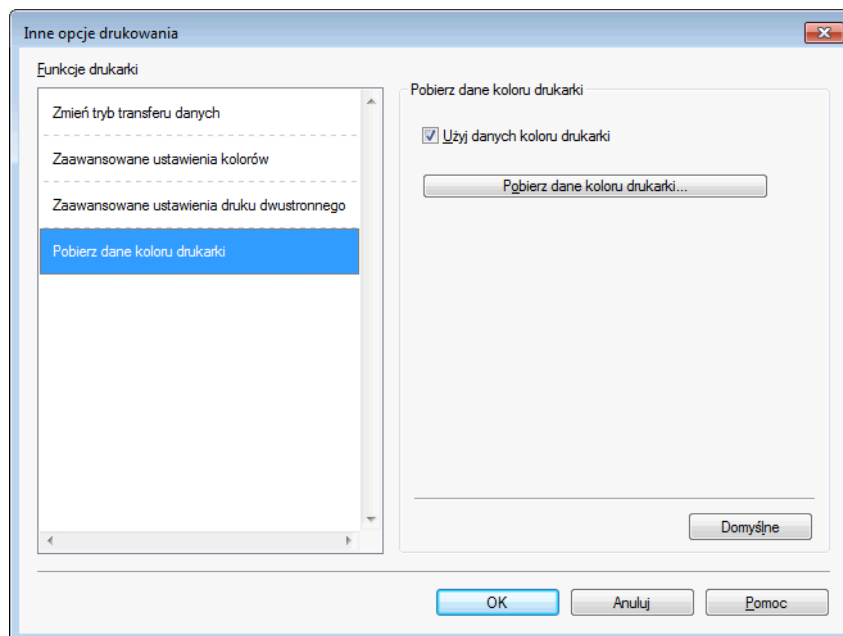 Inne opcje drukowania
Funkcje drukarki
Zmień tryb transferu danych
Zaawansowane ustawienia kolorów
Zaawansowane ustawienia druku dwustronnego
Pobierz dane koloru drukarki
Pobierz dane koloru drukarki
Użyj danych koloru drukarki
Pobierz dane koloru drukarki...
Domyślne
OK
Anuluj
Pomoc